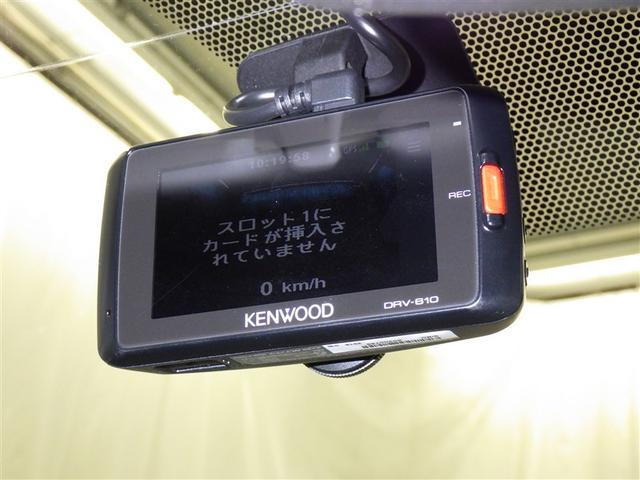 10:19:58
GPS
スロット1に
カードが挿入さ
れていません
0 km/h
REC
KENWOOD
DRV-610